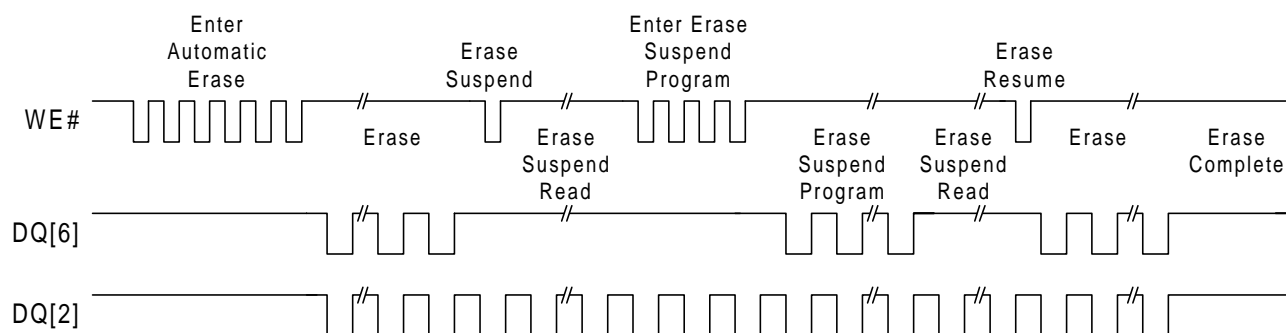 Enter
Automatic
Erase
Erase
Suspend
Enter Erase
Suspend
Program
Erase
Resume
WE#
Erase
Erase
Suspend
Read
Erase
Suspend
Program
Erase
Suspend
Read
Erase
Erase
Complete
DQ[6]
DQ[2]